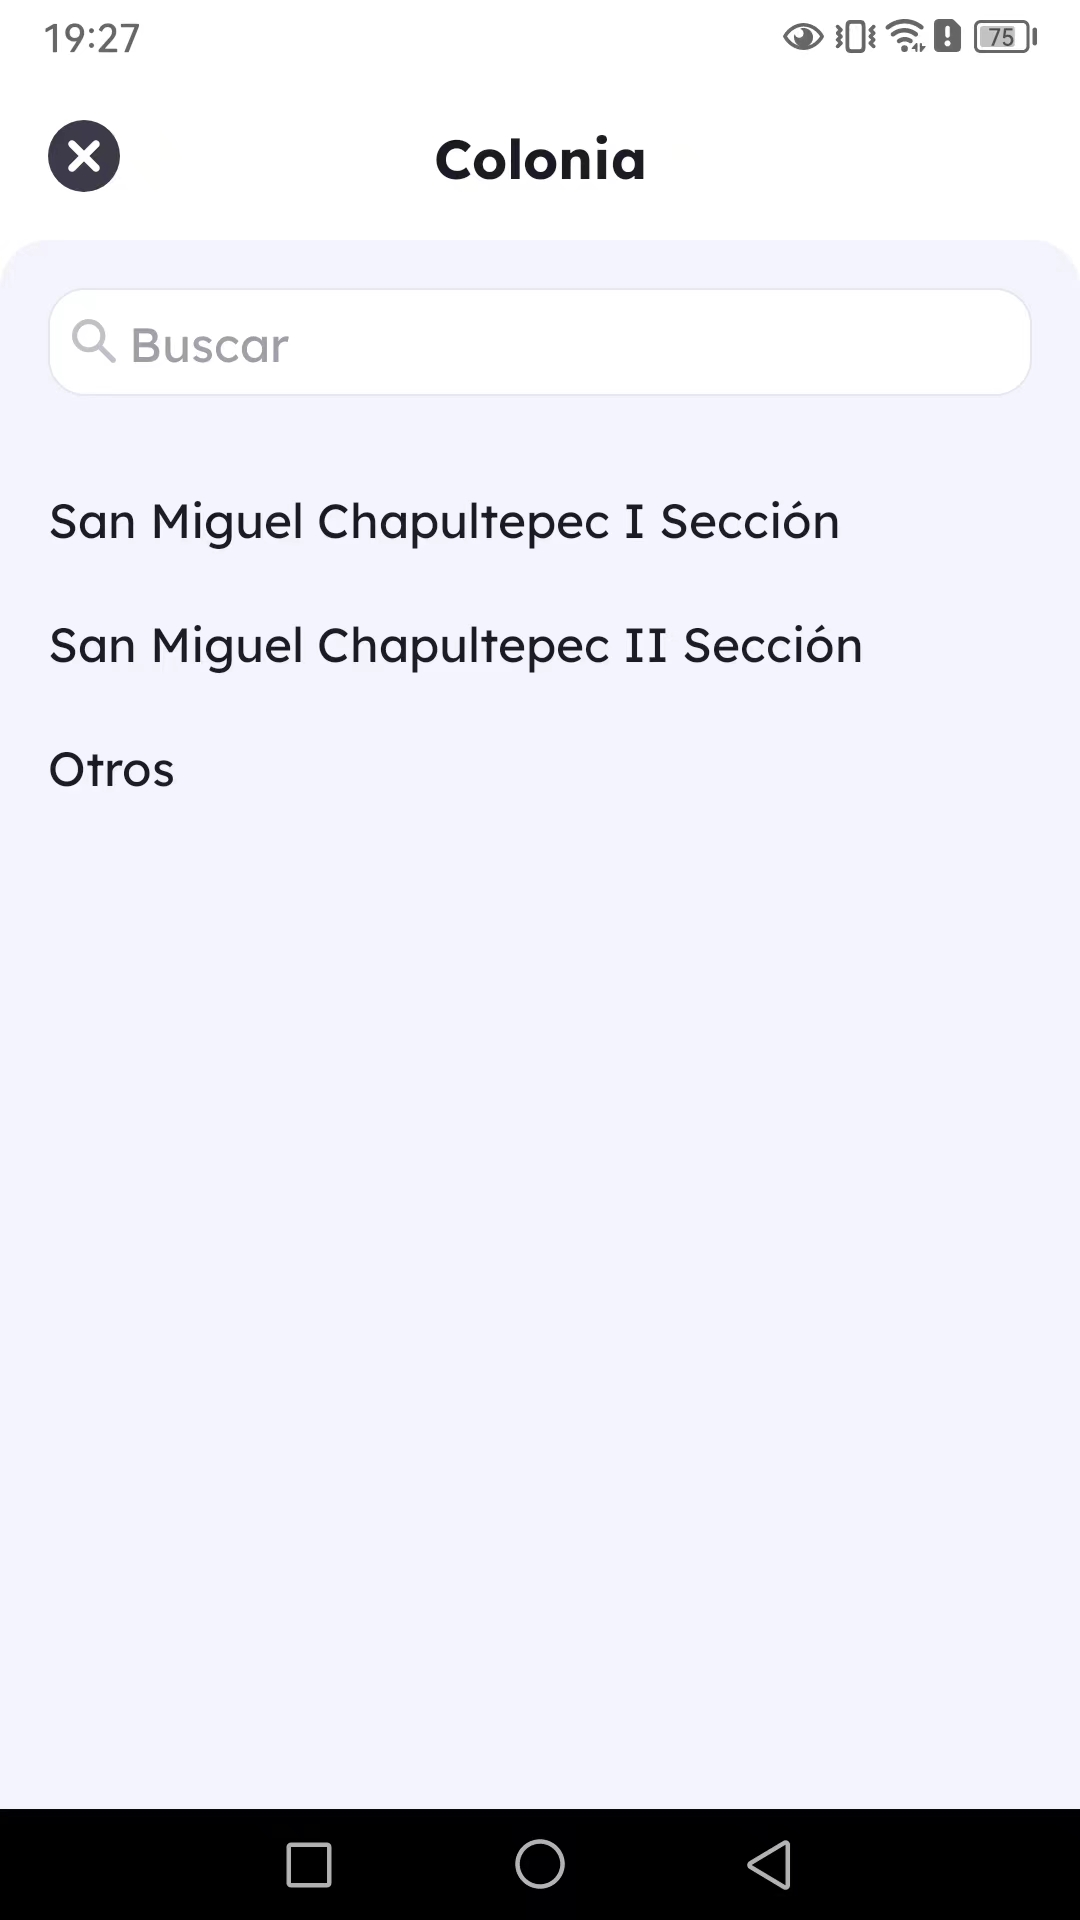 19:27
75
Colonia
Buscar
San Miguel Chapultepec I Sección
San Miguel Chapultepec II Sección
Otros